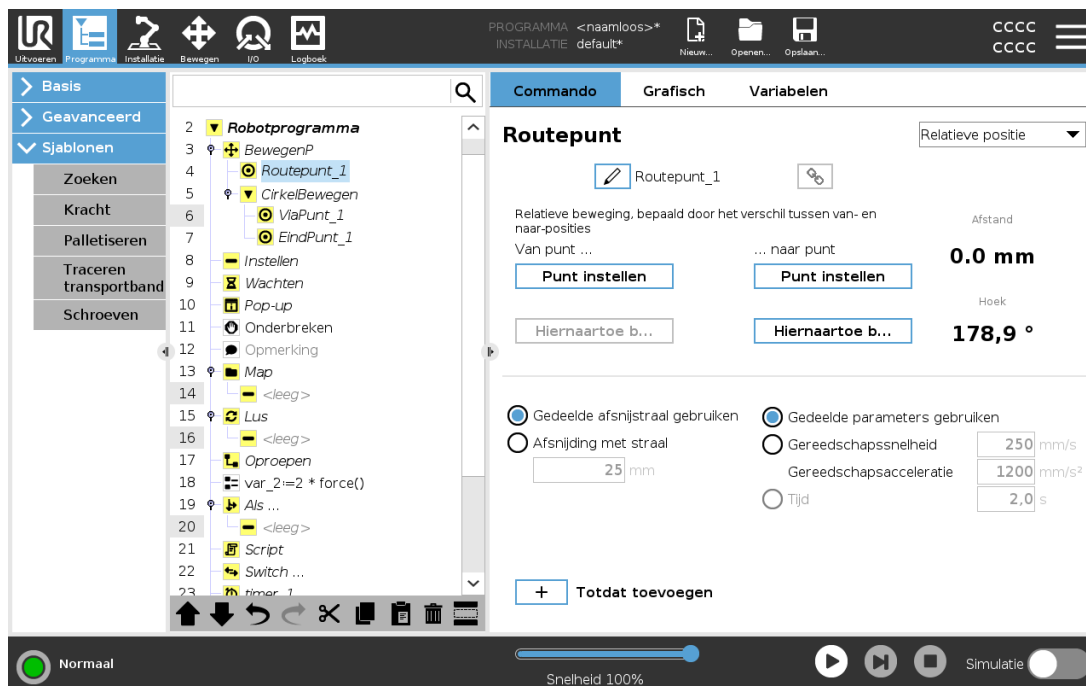 UR
PROGRAMMA <naamloos>*
INSTALLATIE default*
CCCC
CCCC
Uitvoeren Programma Installatie Bewegen I/O Logboek Nieuw... Openen... Opslaan...
Basis
Geavanceerd
Sjablonen
Zoeken
Kracht
Palletiseren
Traceren
transportband
Schroeven
2 Robotprogramma
3 BewegenP
4 Routepunt_1
5 CirkelBewegen
6 ViaPunt_1
7 EindPunt_1
8 Instellen
9 Wachten
10 Pop-up
11 Onderbreken
12 Opmerking
13 Map
14 <leeg>
15 Lus
16 <leeg>
17 Oproepen
18 var_2:=2 * force()
19 Als ...
20 <leeg>
21 Script
22 Switch ...
23 timer_1
Commando Grafisch Variabelen
Routepunt
Relatieve positie
Routepunt_1
Relatieve beweging, bepaald door het verschil tussen van- en
naar-posities
Afstand
Van punt ... ... naar punt
0.0 mm
Punt instellen Punt instellen
Hoek
Hiernaartoe b... Hiernaartoe b...
178,9 °
Gedeelde afsnijstraal gebruiken
Afsnijding met straal
25 mm
Gedeelde parameters gebruiken
Gereedschapssnelheid 250 mm/s
Gereedschapsacceleratie 1200 mm/s²
Tijd 2,0 s
+ Totdat toevoegen
Normaal
Snelheid 100%
Simulatie